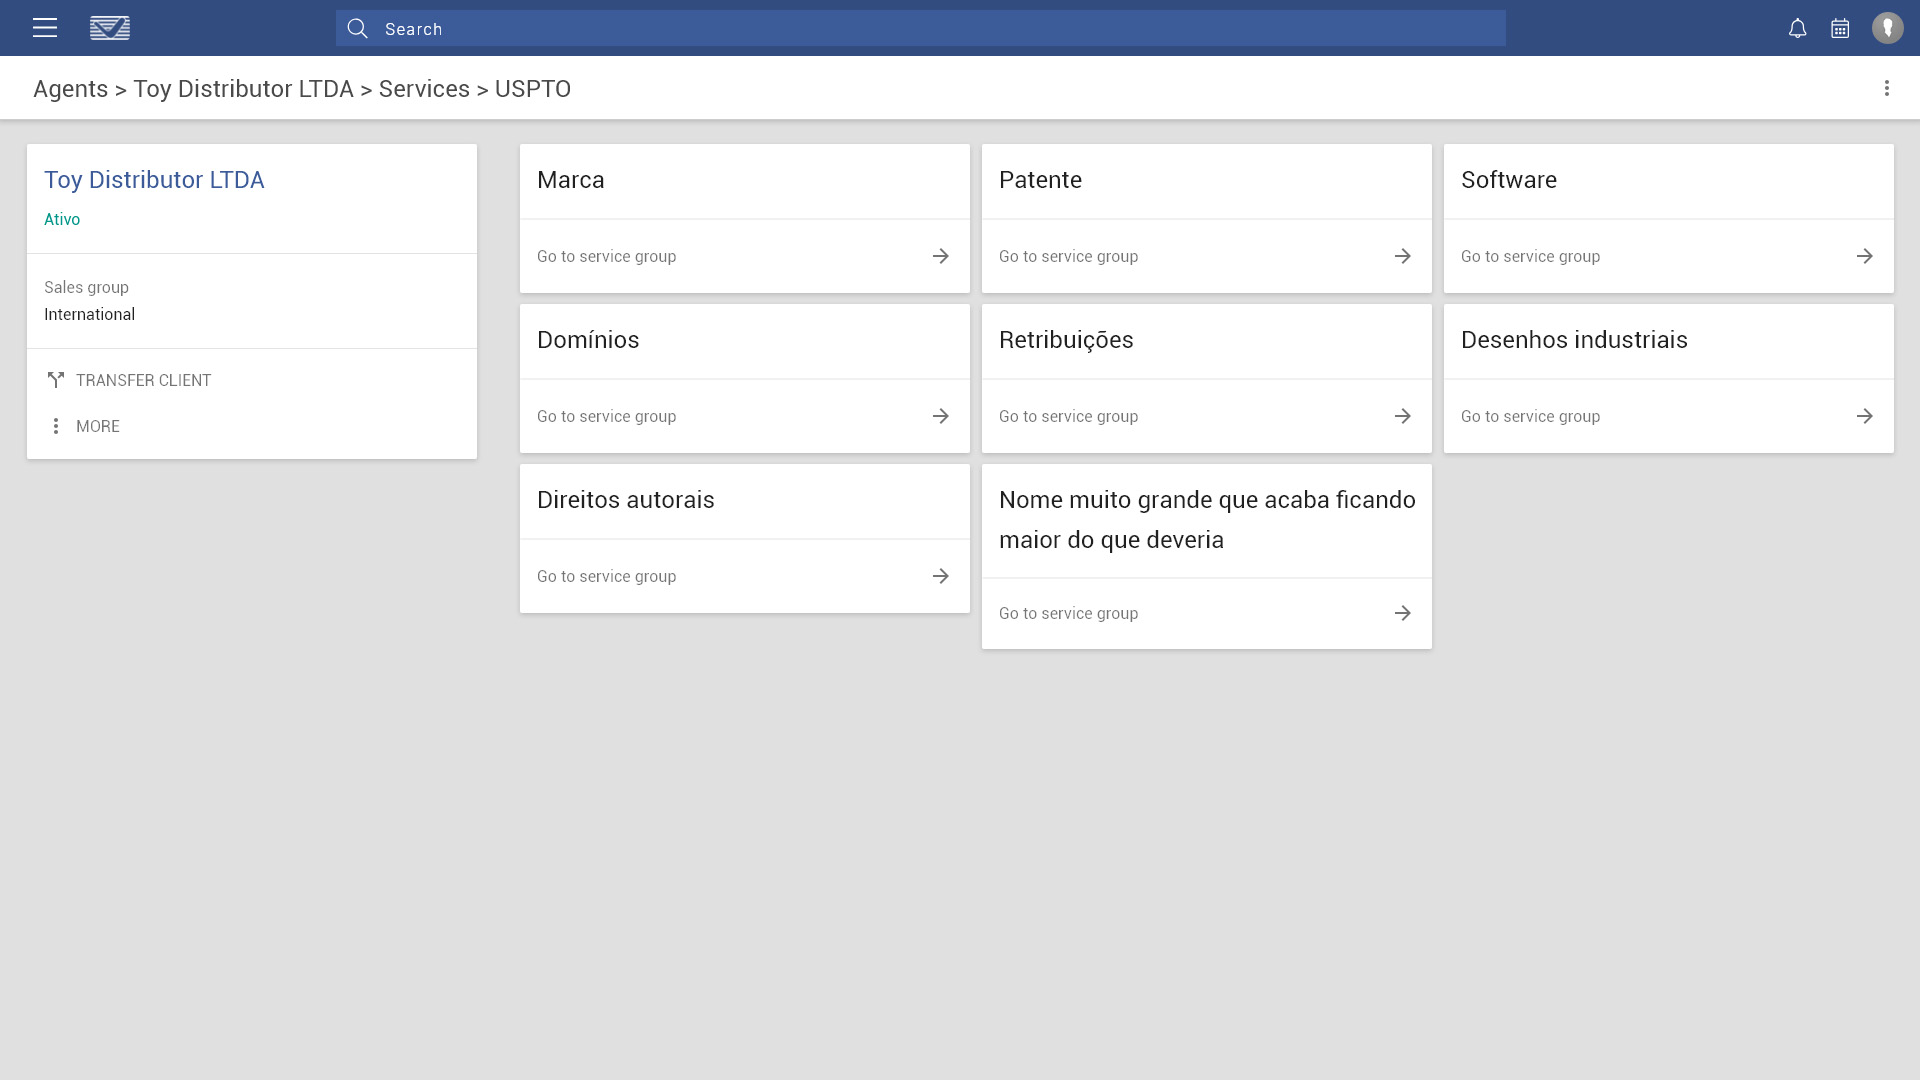 Search
Agents > Toy Distributor LTDA > Services > USPTO
Toy Distributor LTDA
Ativo
Sales group
International
TRANSFER CLIENT
MORE
Marca
Go to service group
Patente
Go to service group
Software
Go to service group
Domínios
Go to service group
Retribuições
Go to service group
Desenhos industriais
Go to service group
Direitos autorais
Go to service group
Nome muito grande que acaba ficando
maior do que deveria
Go to service group